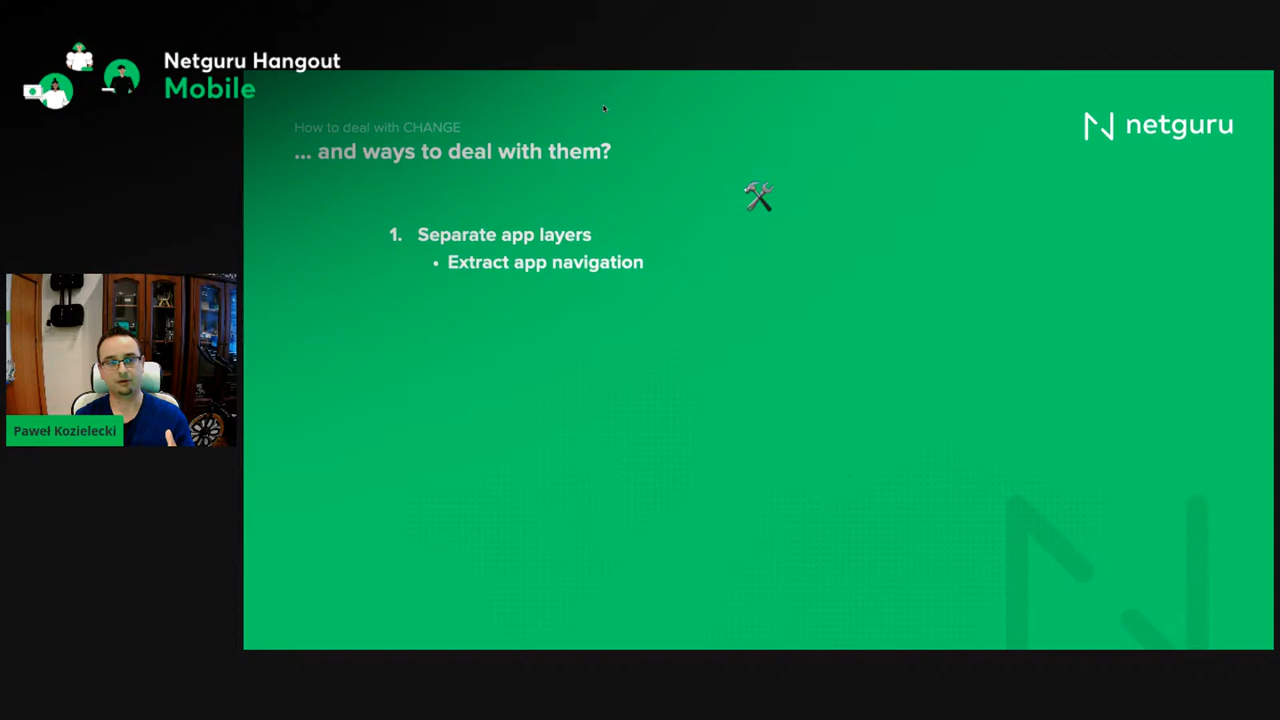 Netguru Hangout
Mobile
How to deal with CHANGE
... and ways to deal with them?
netguru
1. Separate app layers
• Extract app navigation
Paweł Kozielecki